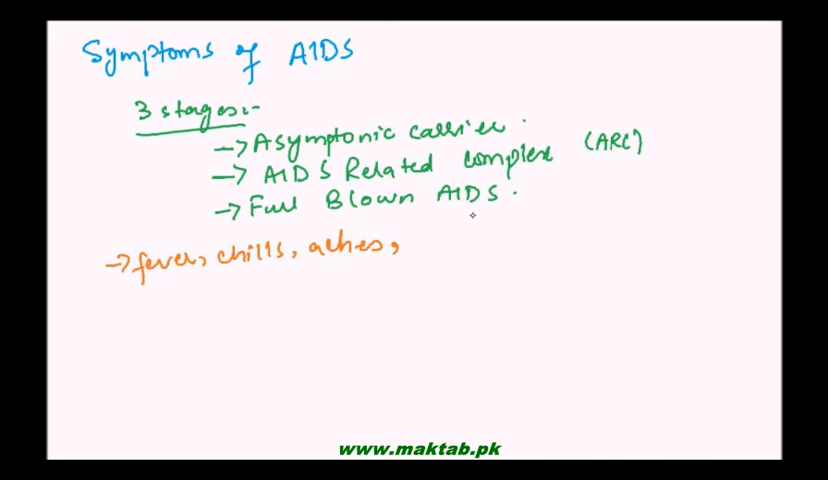 Symptoms of AIDS
3 stages:-
→ Asymptonic carrier.
→ AIDS Related complex (ARC)
→ Full Blown AIDS.
→ fever, chills, aches,
www.maktab.pk